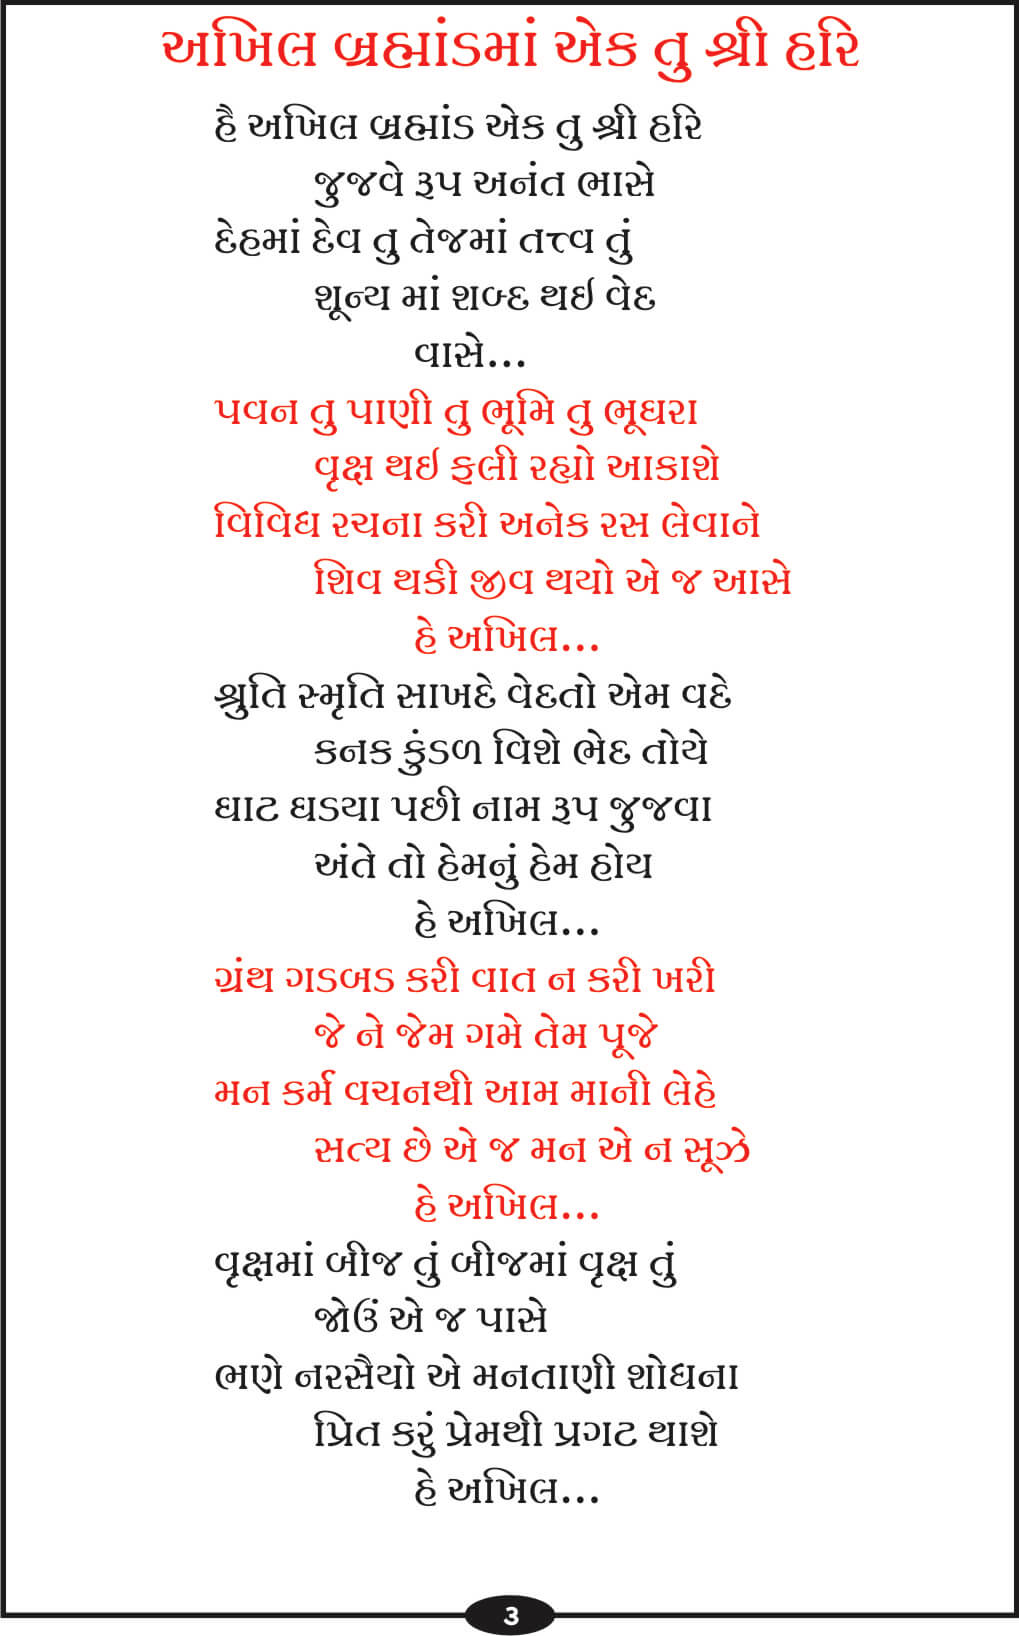 અખિલ બ્રહ્માંડમાં એક તુ શ્રી હરિ
હૈ અખિલ બ્રહ્માંડ એક તુ શ્રી હરિ
જુજવે રૂપ અનંત ભાસે
દેહમાં દેવ તુ તેજમાં તત્ત્વ તું
શૂન્ય માં શબ્દ થઇ વેદ
વાસે...
પવન તુ પાણી તુ ભૂમિ તુ ભૂધરા
વૃક્ષ થઇ ફલી રહ્યો આકાશે
વિવિધ રચના કરી અનેક રસ લેવાને
શિવ થકી જીવ થયો એ જ આસે
હે અખિલ...
શ્રુતિ સ્મૃતિ સાખદે વેદતો એમ વદે
કનક કુંડળ વિશે ભેદ તોયે
ઘાટ ઘડયા પછી નામ રૂપ જુજવા
અંતે તો હેમનું હેમ હોય
હે અખિલ...
ગ્રંથ ગડબડ કરી વાત ન કરી ખરી
જે ને જેમ ગમે તેમ પૂજે
મન કર્મ વચનથી આમ માની લેહે
સત્ય છે એ જ મન એ ન સૂઝે
હે અખિલ...
વૃક્ષમાં બીજ તું બીજમાં વૃક્ષ તું
જોઉં એ જ પાસે
ભણે નરસૈયો એ મનતાણી શોધના
પ્રિત કરું પ્રેમથી પ્રગટ થાશે
હે અખિલ...
3